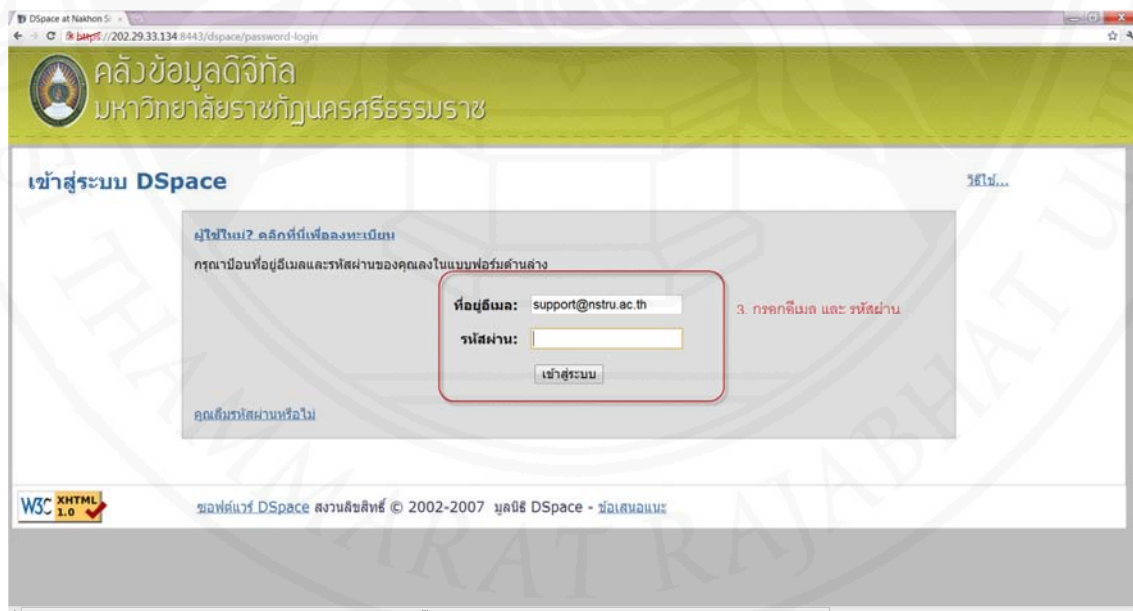 DSpace at Nakhon Si
https://202.29.33.134:8443/dspace/password-login
คลังข้อมูลดิจิทัล
มหาวิทยาลัยราชภัฏนครศรีธรรมราช
เข้าสู่ระบบ DSpace
วิธีใช้...
ผู้ใช้ใหม่? คลิกที่นี่เพื่อลงทะเบียน
กรุณาป้อนที่อยู่อีเมลและรหัสผ่านของคุณลงในแบบฟอร์มด้านล่าง
ที่อยู่อีเมล: support@nstru.ac.th
3. กรอกอีเมล และ รหัสผ่าน
รหัสผ่าน:
เข้าสู่ระบบ
คุณลืมรหัสผ่านหรือไม่
W3C XHTML 1.0
ซอฟต์แวร์ DSpace สงวนลิขสิทธิ์ © 2002-2007 มูลนิธิ DSpace - ข้อเสนอแนะ
THAMMARAT RAJABHAT U